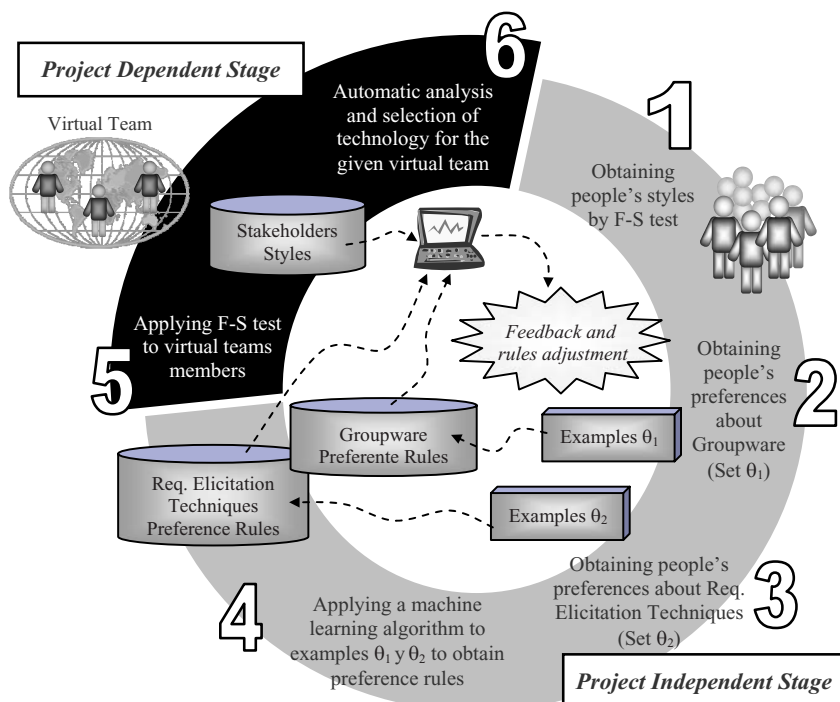 Project Dependent Stage
Virtual Team
6
Automatic analysis
and selection of
technology for the
given virtual team
1
Obtaining
people's styles
by F-S test
Stakeholders
Styles
Feedback and
rules adjustment
5
Applying F-S test
to virtual teams
members
2
Obtaining
people's
preferences
about
Groupware
(Set θ1)
Groupware
Preferente Rules
Examples θ1
Req. Elicitation
Techniques
Preference Rules
Examples θ2
3
Obtaining people's
preferences about Req.
Elicitation Techniques
(Set θ2)
4
Applying a machine
learning algorithm to
examples θ1 y θ2 to obtain
preference rules
Project Independent Stage